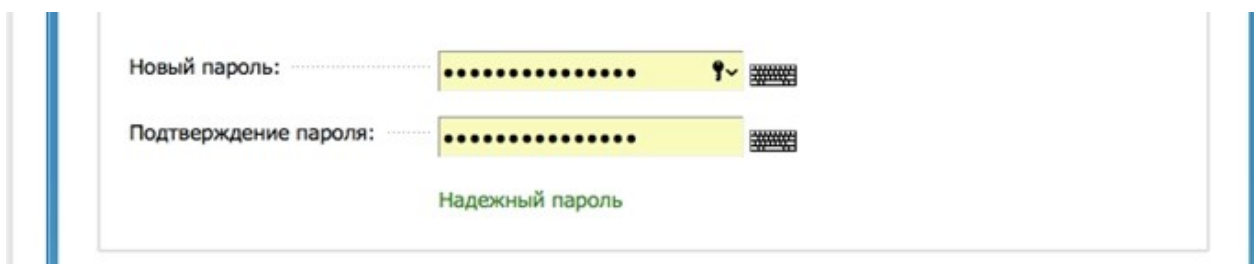 Новый пароль:
Подтверждение пароля:
Надежный пароль